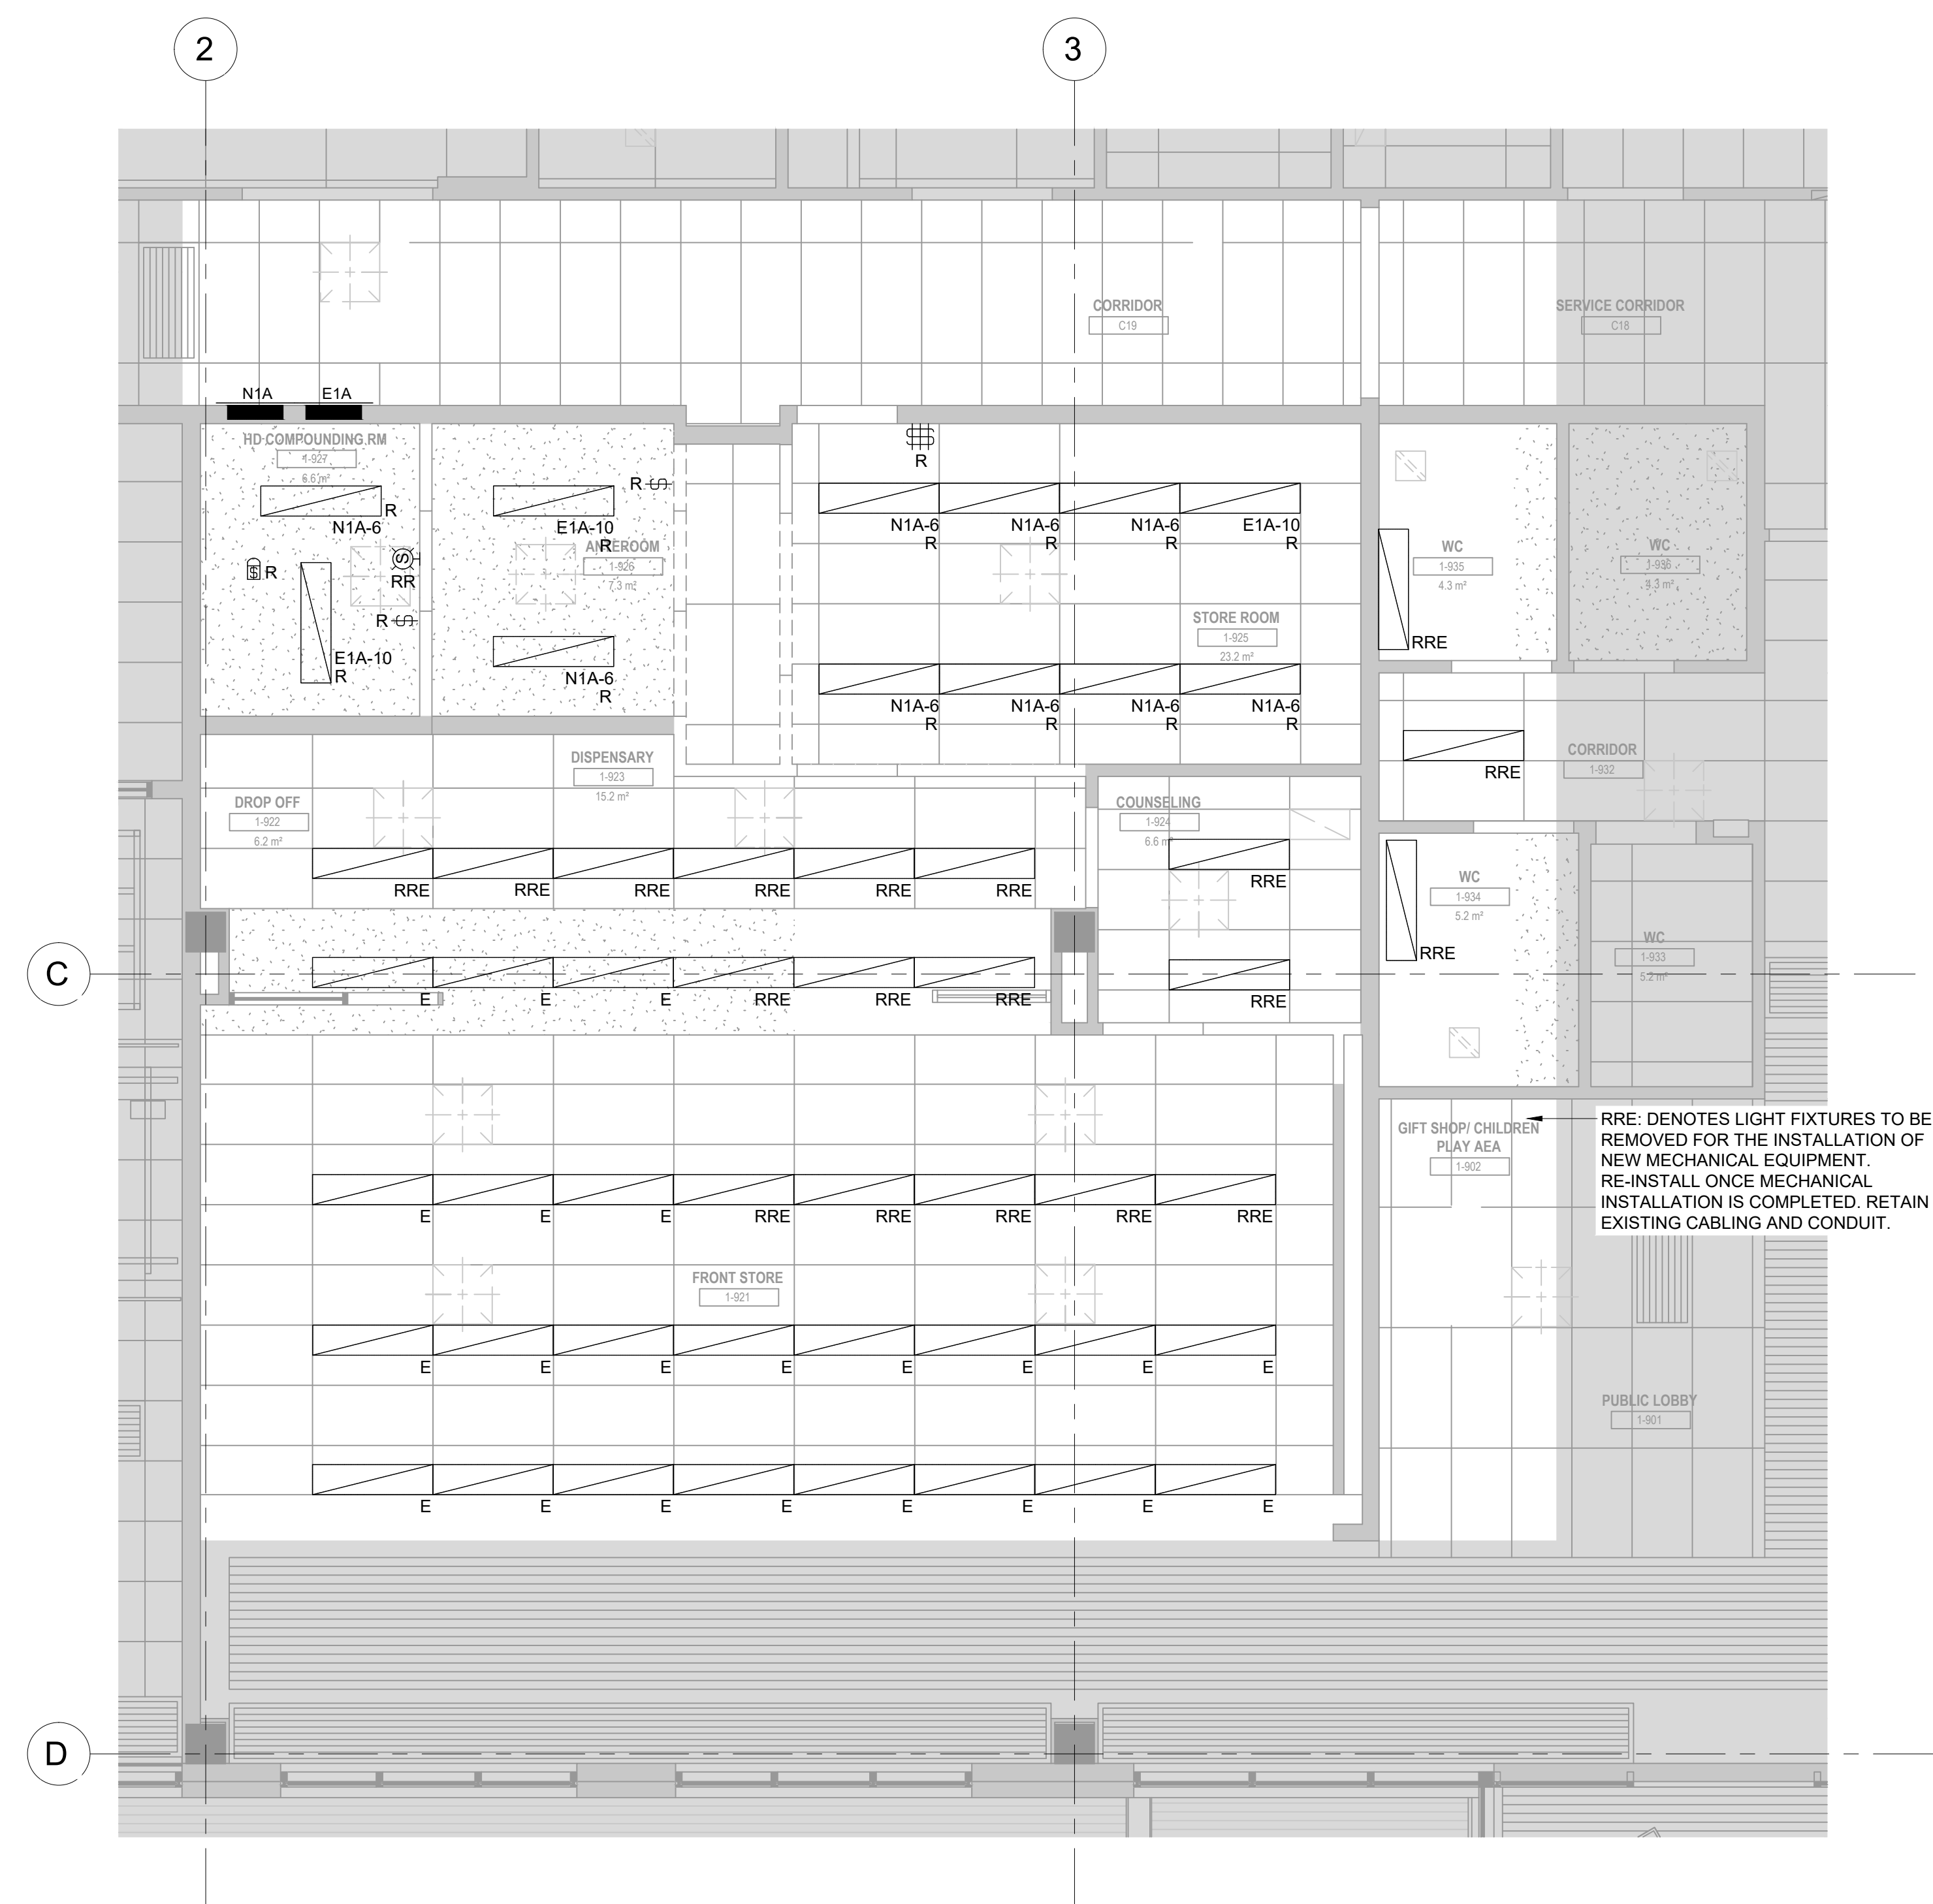 2
3
CORRIDOR
C19
SERVICE CORRIDOR
C18
N1A
E1A
HD COMPOUNDING RM
1-927
6.6 m²
R
N1A-6
R
RR
R
E1A-10
R
R
E1A-10
R
ANTEROOM
1-926
7.3 m²
N1A-6
R
R
N1A-6
R
N1A-6
R
N1A-6
R
E1A-10
R
STORE ROOM
1-925
23.2 m²
N1A-6
R
N1A-6
R
N1A-6
R
N1A-6
R
WC
1-935
4.3 m²
RRE
WC
1-936
4.3 m²
RRE
CORRIDOR
1-932
DISPENSARY
1-923
15.2 m²
DROP OFF
1-922
6.2 m²
RRE RRE RRE RRE RRE RRE
COUNSELING
1-924
6.6 m²
RRE
RRE
WC
1-934
5.2 m²
RRE
WC
1-933
5.2 m²
C
E E E RRE RRE RRE
RRE: DENOTES LIGHT FIXTURES TO BE
REMOVED FOR THE INSTALLATION OF
NEW MECHANICAL EQUIPMENT.
RE-INSTALL ONCE MECHANICAL
INSTALLATION IS COMPLETED. RETAIN
EXISTING CABLING AND CONDUIT.
GIFT SHOP/ CHILDREN
PLAY AEA
1-902
E E E RRE RRE RRE RRE RRE
FRONT STORE
1-921
E E E E E E E E
PUBLIC LOBBY
1-901
E E E E E E E E
D